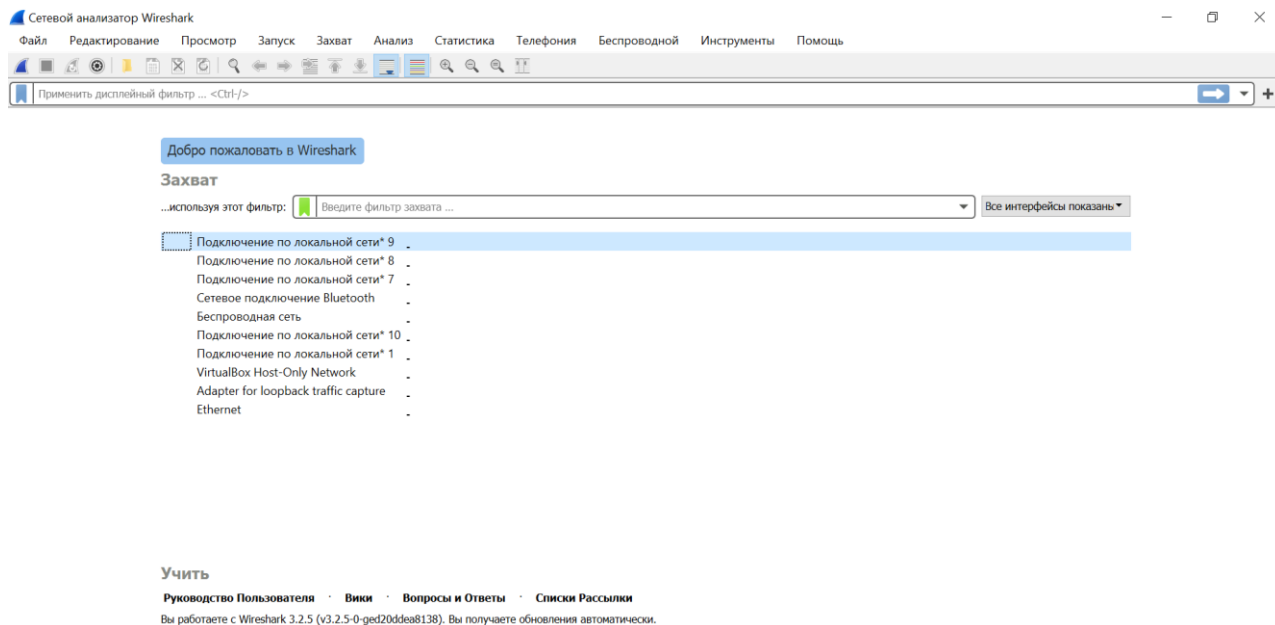 Сетевой анализатор Wireshark
Файл Редактирование Просмотр Запуск Захват Анализ Статистика Телефония Беспроводной Инструменты Помощь
Применить дисплейный фильтр ... <Ctrl-/>
Добро пожаловать в Wireshark
Захват
...используя этот фильтр: Введите фильтр захвата ... Все интерфейсы показаны
Подключение по локальной сети* 9
Подключение по локальной сети* 8
Подключение по локальной сети* 7
Сетевое подключение Bluetooth
Беспроводная сеть
Подключение по локальной сети* 10
Подключение по локальной сети* 1
VirtualBox Host-Only Network
Adapter for loopback traffic capture
Ethernet
Учить
Руководство Пользователя · Вики · Вопросы и Ответы · Списки Рассылки
Вы работаете с Wireshark 3.2.5 (v3.2.5-0-ged20ddea8138). Вы получаете обновления автоматически.